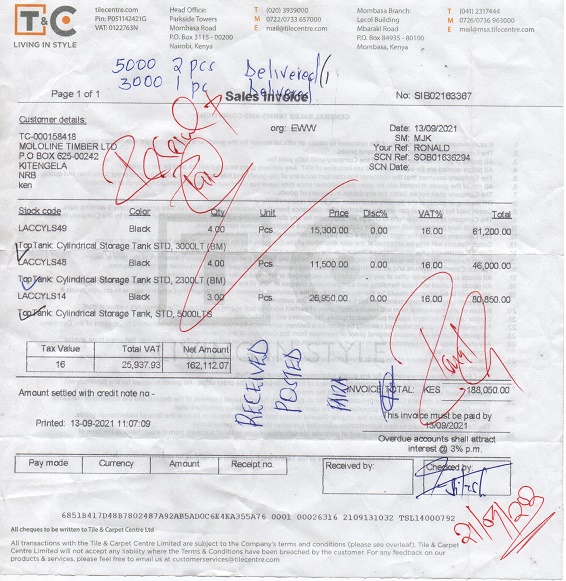 T&C
LIVING IN STYLE
tilecentre.com
Pin: P051142421G
VAT: 0122763N
Head Office:
Parkside Towers
Mombasa Road
P.O. Box 3115 - 00200
Nairobi, Kenya
T (020) 3939000
M 0722/0733 657000
M mail@tilecentre.com
Mombasa Branch:
Lecol Building
Mbaraki Road
P.O. Box 84935 - 80100
Mombasa, Kenya
T (041) 2317444
M 0726/0736 963000
E mail@msa.tilecentre.com
5000 2pcs Delivered
3000 1pc Delivered
Page 1 of 1
Sales Invoice
No: SIB02163367
Customer details:
TC-000158418
MOLOLINE TIMBER LTD
P.O BOX 625-00242
KITENGELA
NRB
ken
org: EWW
Date: 13/09/2021
SM: MJK
Your Ref: RONALD
SCN Ref: SOB01636294
SCN Date:
Stock code Color Qty Unit Price Disc% VAT% Total
LACCYLS49 Black 4.00 Pcs. 15,300.00 0.00 16.00 61,200.00
TopTank: Cylindrical Storage Tank STD, 3000LT (BM)
LACCYLS48 Black 4.00 Pcs. 11,500.00 0.00 16.00 46,000.00
TopTank: Cylindrical Storage Tank STD, 2300LT (BM)
LACCYLS14 Black 3.00 Pcs. 26,950.00 0.00 16.00 80,850.00
TopTank: Cylindrical Storage Tank, STD, 5000LTS
Tax Value Total VAT Net Amount
16 25,937.93 162,112.07
RECEIVED
POSTED
INVOICE TOTAL: KES 188,050.00
Amount settled with credit note no -
This invoice must be paid by
13/09/2021
Printed: 13-09-2021 11:07:09
Overdue accounts shall attract
interest @ 3% p.m.
Pay mode Currency Amount Receipt no.
Received by:
Checked by:
68518417D48B7802487A92AB5AD0C6E4EA355A76 0001 00026316 2109131032 TSL14000792
All cheques to be written to Tile & Carpet Centre Ltd
All transactions with the Tile & Carpet Centre Limited are subject to the Company's terms and conditions (please see overleaf). Tile & Carpet
Centre Limited will not accept any liability where the Terms & Conditions have been breached by the customer. For any feedback on our
products & services, please feel free to email us at customerservices@tilecentre.com